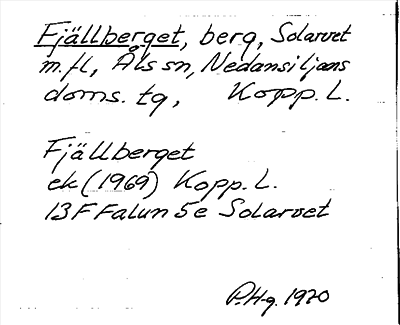 Fjällberget, berg, Solarvet
m.fl, Åls sn, Nedansiljans
doms. tg, Kopp. L.
Fjällberget
ek (1969) Kopp. L.
13F Falun 5e Solarvet
P.H-g. 1970